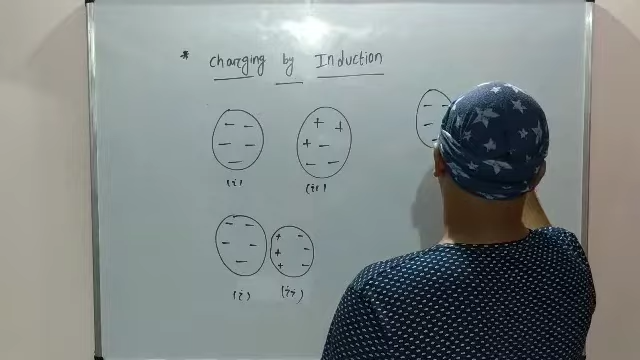 * Charging by Induction
(i) (ii)
(i) (ii)